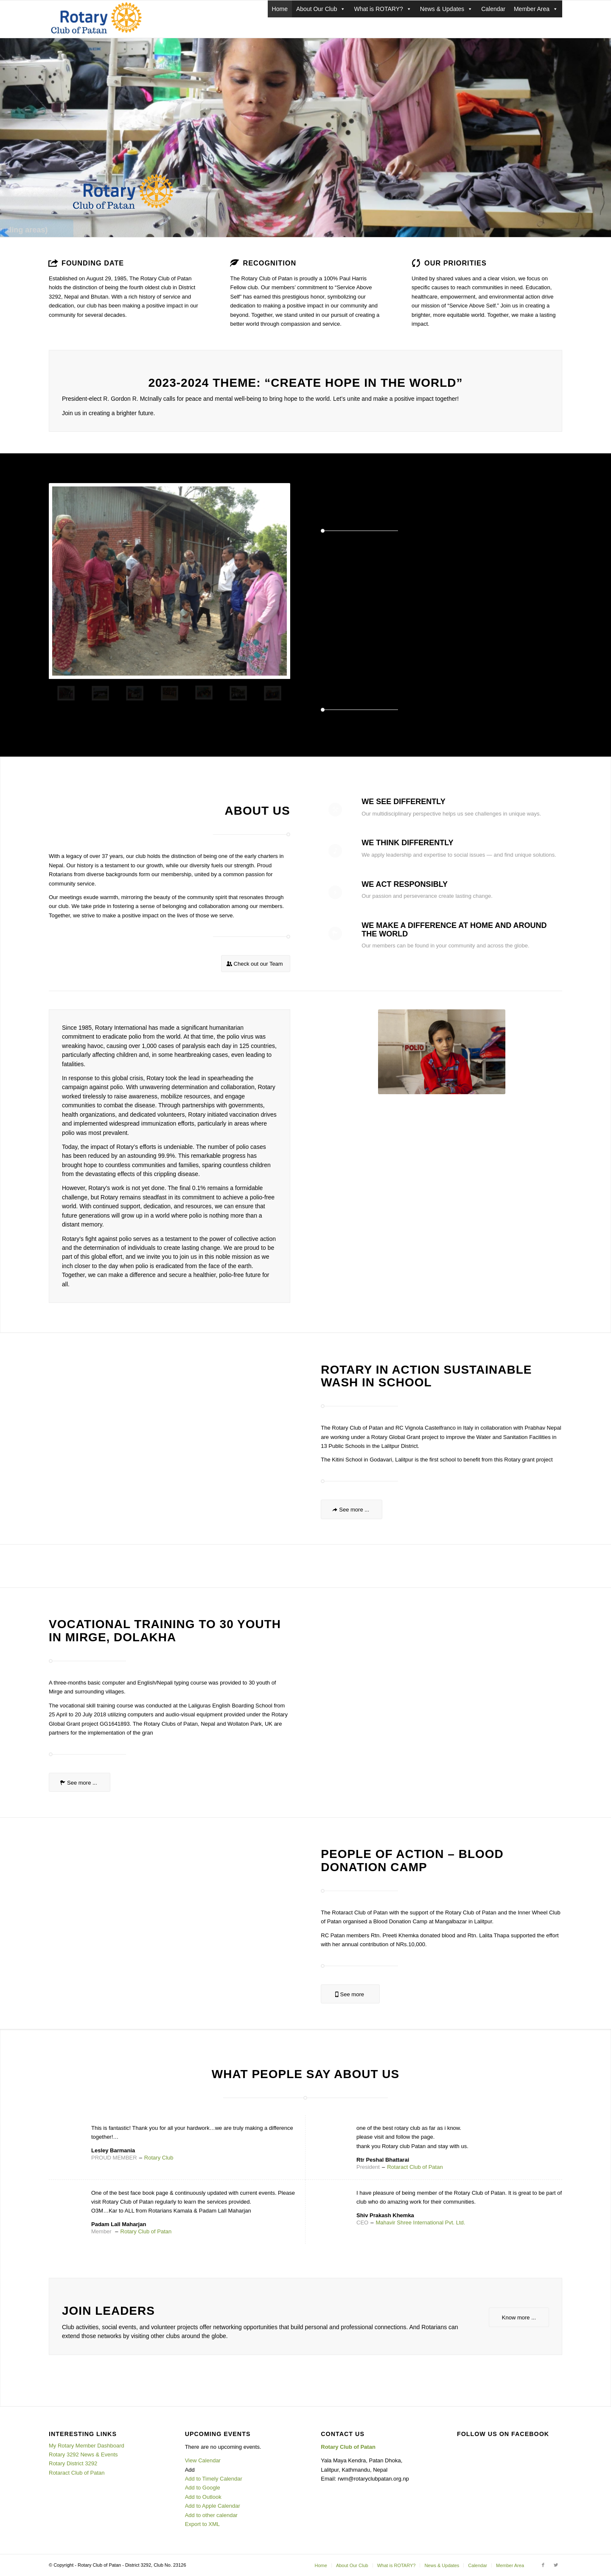 Rotary
Club of Patan
Home
About Our Club
What is ROTARY?
News & Updates
Calendar
Member Area
Rotary
Club of Patan
FOUNDING DATE
Established on August 29, 1985, The Rotary Club of Patan
holds the distinction of being the fourth oldest club in District
3292, Nepal and Bhutan. With a rich history of service and
dedication, our club has been making a positive impact in our
community for several decades.
RECOGNITION
The Rotary Club of Patan is proudly a 100% Paul Harris
Fellow club. Our members' commitment to “Service Above
Self” has earned this prestigious honor, symbolizing our
dedication to making a positive impact in our community and
beyond. Together, we stand united in our pursuit of creating a
better world through compassion and service.
OUR PRIORITIES
United by shared values and a clear vision, we focus on
specific causes to reach communities in need. Education,
healthcare, empowerment, and environmental action drive
our mission of “Service Above Self.” Join us in creating a
brighter, more equitable world. Together, we make a lasting
impact.
2023-2024 THEME: “CREATE HOPE IN THE WORLD”
President-elect R. Gordon R. McInally calls for peace and mental well-being to bring hope to the world. Let's unite and make a positive impact together!
Join us in creating a brighter future.
ABOUT US
With a legacy of over 37 years, our club holds the distinction of being one of the early charters in
Nepal. Our history is a testament to our growth, while our diversity fuels our strength. Proud
Rotarians from diverse backgrounds form our club, united by a common passion for
community service.
Our meetings exude warmth, mirroring the beauty of the community spirit that resonates through
our club. We take pride in fostering a sense of belonging and collaboration among our members.
Together, we strive to make a positive impact on the lives of those we serve.
Check out our Team
WE SEE DIFFERENTLY
Our multidisciplinary perspective helps us see challenges in unique ways.
WE THINK DIFFERENTLY
We apply leadership and expertise to social issues — and find unique solutions.
WE ACT RESPONSIBLY
Our passion and perseverance create lasting change.
WE MAKE A DIFFERENCE AT HOME AND AROUND
THE WORLD
Our members can be found in your community and across the globe.
Since 1985, Rotary International has made a significant humanitarian
commitment to eradicate polio from the world. At that time, the polio virus was
wreaking havoc, causing over 1,000 cases of paralysis each day in 125 countries,
particularly affecting children and, in some heartbreaking cases, even leading to
fatalities.
In response to this global crisis, Rotary took the lead in spearheading the
campaign against polio. With unwavering determination and collaboration, Rotary
worked tirelessly to raise awareness, mobilize resources, and engage
communities to combat the disease. Through partnerships with governments,
health organizations, and dedicated volunteers, Rotary initiated vaccination drives
and implemented widespread immunization efforts, particularly in areas where
polio was most prevalent.
Today, the impact of Rotary's efforts is undeniable. The number of polio cases
has been reduced by an astounding 99.9%. This remarkable progress has
brought hope to countless communities and families, sparing countless children
from the devastating effects of this crippling disease.
However, Rotary's work is not yet done. The final 0.1% remains a formidable
challenge, but Rotary remains steadfast in its commitment to achieve a polio-free
world. With continued support, dedication, and resources, we can ensure that
future generations will grow up in a world where polio is nothing more than a
distant memory.
Rotary's fight against polio serves as a testament to the power of collective action
and the determination of individuals to create lasting change. We are proud to be
part of this global effort, and we invite you to join us in this noble mission as we
inch closer to the day when polio is eradicated from the face of the earth.
Together, we can make a difference and secure a healthier, polio-free future for
all.
POLIO
ROTARY IN ACTION SUSTAINABLE
WASH IN SCHOOL
The Rotary Club of Patan and RC Vignola Castelfranco in Italy in collaboration with Prabhav Nepal
are working under a Rotary Global Grant project to improve the Water and Sanitation Facilities in
13 Public Schools in the Lalitpur District.
The Kitini School in Godavari, Lalitpur is the first school to benefit from this Rotary grant project
See more ...
VOCATIONAL TRAINING TO 30 YOUTH
IN MIRGE, DOLAKHA
A three-months basic computer and English/Nepali typing course was provided to 30 youth of
Mirge and surrounding villages.
The vocational skill training course was conducted at the Laliguras English Boarding School from
25 April to 20 July 2018 utilizing computers and audio-visual equipment provided under the Rotary
Global Grant project GG1641893. The Rotary Clubs of Patan, Nepal and Wollaton Park, UK are
partners for the implementation of the gran
See more ...
PEOPLE OF ACTION – BLOOD
DONATION CAMP
The Rotaract Club of Patan with the support of the Rotary Club of Patan and the Inner Wheel Club
of Patan organised a Blood Donation Camp at Mangalbazar in Lalitpur.
RC Patan members Rtn. Preeli Khemka donated blood and Rtn. Lalita Thapa supported the effort
with her annual contribution of NRs.10,000.
See more
WHAT PEOPLE SAY ABOUT US
This is fantastic! Thank you for all your hardwork…we are truly making a difference
together!…
Lesley Barmania
PROUD MEMBER – Rotary Club
one of the best rotary club as far as i know.
please visit and follow the page.
thank you Rotary club Patan and stay with us.
Rtr Peshal Bhattarai
President – Rotaract Club of Patan
One of the best face book page & continuously updated with current events. Please
visit Rotary Club of Patan regularly to learn the services provided.
O3M…Kar to ALL from Rotarians Kamala & Padam Lall Maharjan
Padam Lall Maharjan
Member – Rotary Club of Patan
I have pleasure of being member of the Rotary Club of Patan. It is great to be part of
club who do amazing work for their communities.
Shiv Prakash Khemka
CEO – Mahavir Shree International Pvt. Ltd.
JOIN LEADERS
Club activities, social events, and volunteer projects offer networking opportunities that build personal and professional connections. And Rotarians can
extend those networks by visiting other clubs around the globe.
Know more ...
INTERESTING LINKS
My Rotary Member Dashboard
Rotary 3292 News & Events
Rotary District 3292
Rotaract Club of Patan
UPCOMING EVENTS
There are no upcoming events.
View Calendar
Add
Add to Timely Calendar
Add to Google
Add to Outlook
Add to Apple Calendar
Add to other calendar
Export to XML
CONTACT US
Rotary Club of Patan
Yala Maya Kendra, Patan Dhoka,
Lalitpur, Kathmandu, Nepal
Email: rwm@rotaryclubpatan.org.np
FOLLOW US ON FACEBOOK
© Copyright - Rotary Club of Patan - District 3292, Club No. 23126
Home
About Our Club
What is ROTARY?
News & Updates
Calendar
Member Area